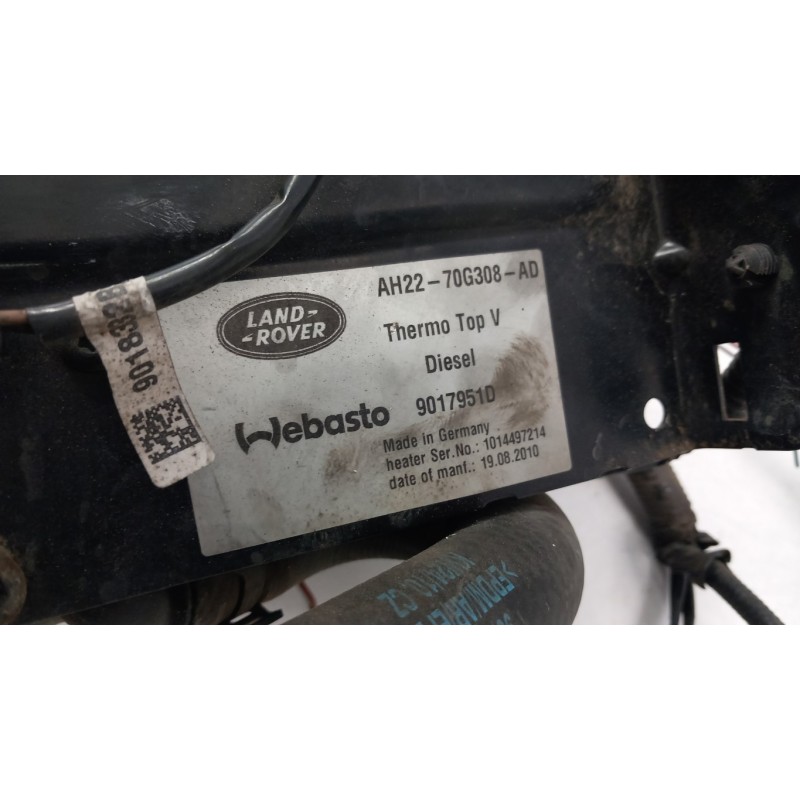 AH22-70G308-AD
LAND-
ROVER
Thermo Top V
Diesel
Webasto
9017951D
Made in Germany
heater Ser.No.: 1014497214
date of manf.: 19.08.2010